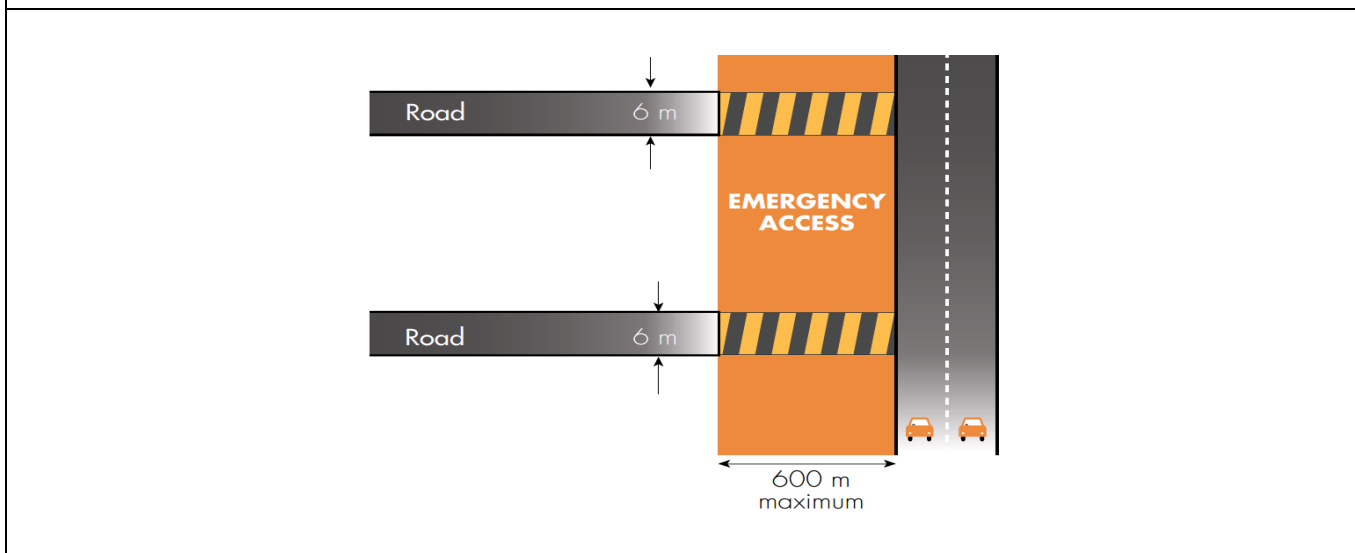 Road
6 m
EMERGENCY
ACCESS
Road
6 m
600 m
maximum